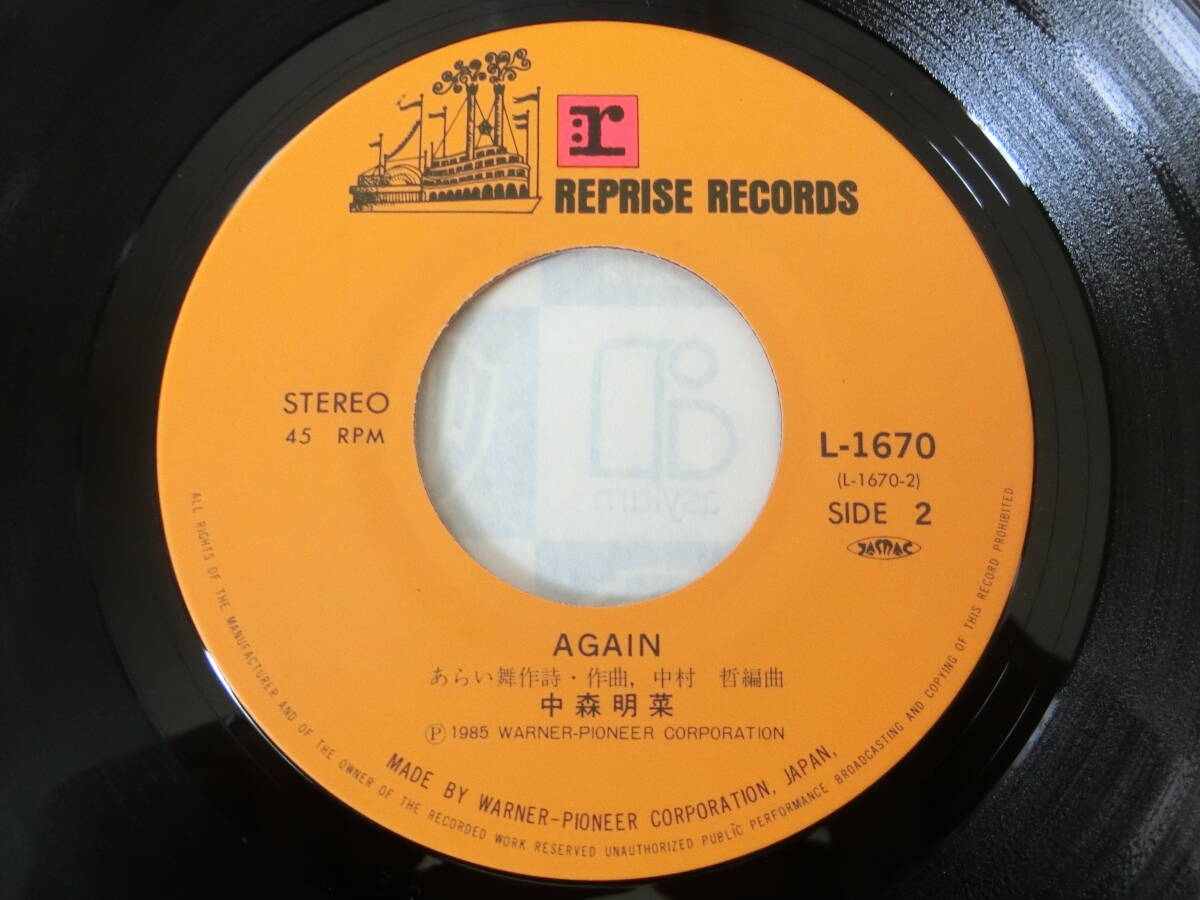 r
REPRISE RECORDS
STEREO
45 RPM
L-1670
(L-1670-2)
SIDE 2
JASRAC
asylum
AGAIN
あらい舞作詩・作曲, 中村 哲編曲
中森明菜
Ⓟ 1985 WARNER-PIONEER CORPORATION
MADE BY WARNER-PIONEER CORPORATION, JAPAN,
ALL RIGHTS OF THE MANUFACTURER AND OF THE OWNER OF THE RECORDED WORK RESERVED UNAUTHORIZED PUBLIC PERFORMANCE BROADCASTING AND COPYING OF THIS RECORD PROHIBITED